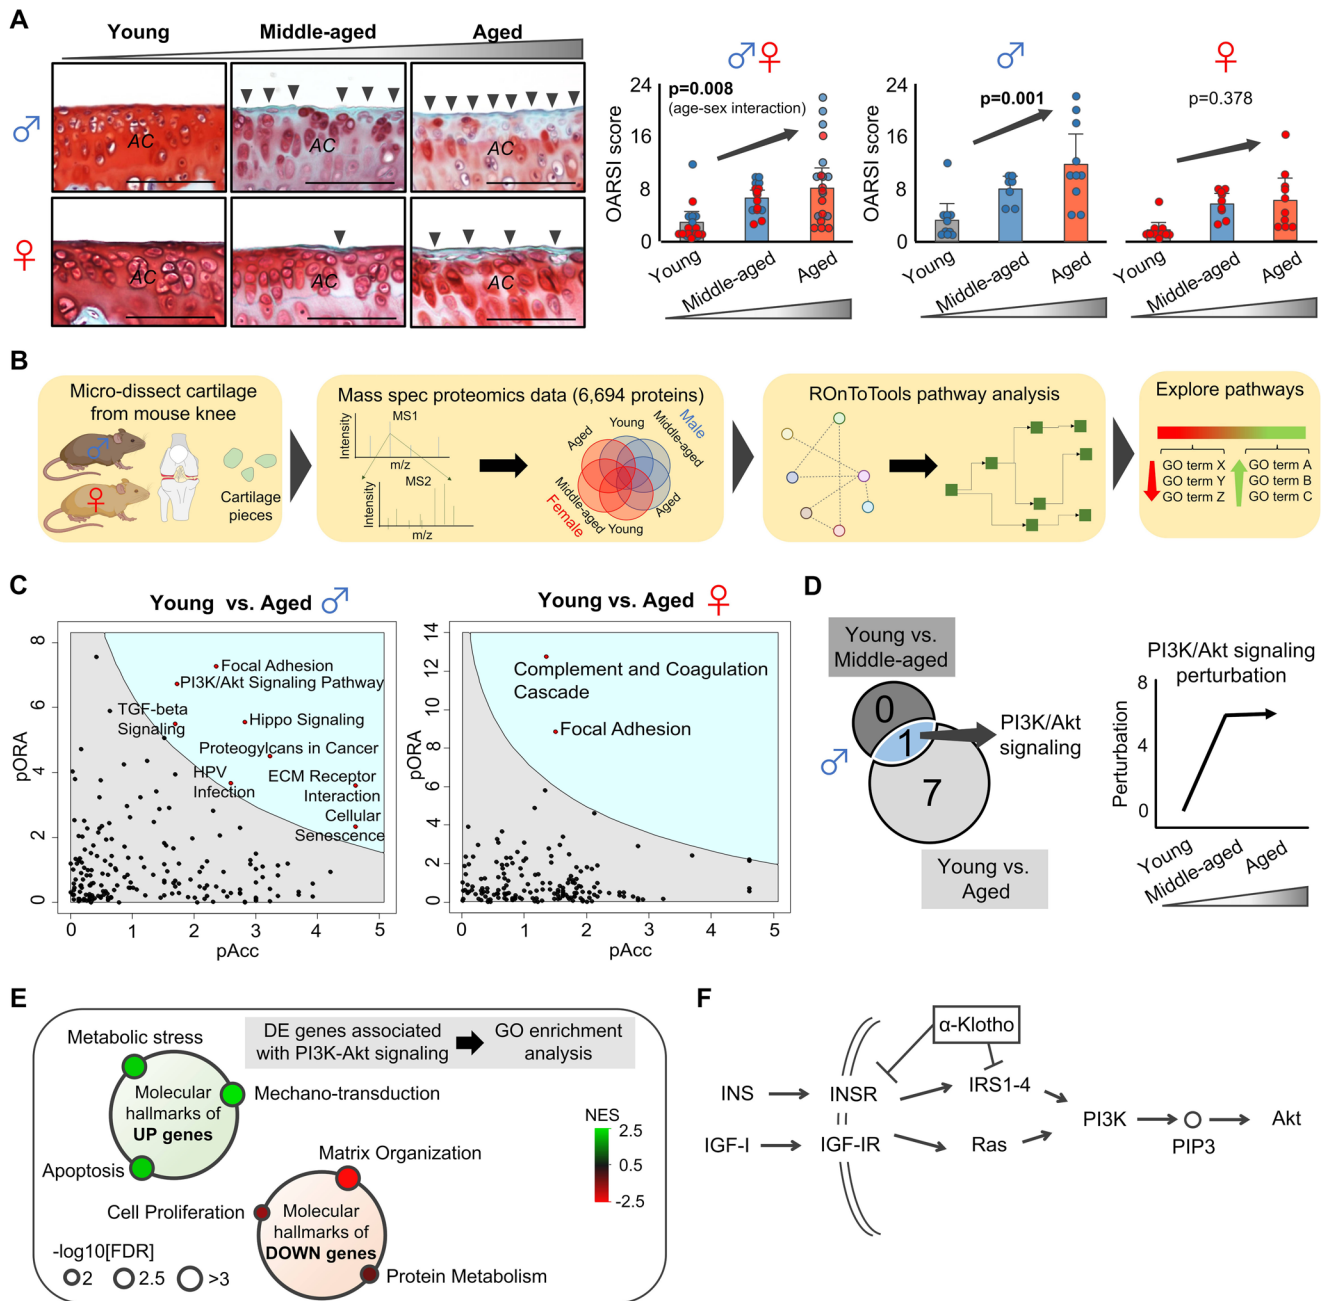 A
Young
Middle-aged
Aged
♂
AC
AC
AC
♀
AC
AC
AC
♂♀
OARSI score
24
16
8
0
p=0.008
(age-sex interaction)
Young
Middle-aged
Aged
♂
OARSI score
24
16
8
0
p=0.001
Young
Middle-aged
Aged
♀
p=0.378
Young
Middle-aged
Aged
B
Micro-dissect cartilage
from mouse knee
♂
♀
Cartilage
pieces
Mass spec proteomics data (6,694 proteins)
Intensity
MS1
m/z
Intensity
MS2
m/z
Aged
Young
Middle-aged
Male
Middle-aged
Female
Young
Aged
ROnToTools pathway analysis
Explore pathways
GO term X
GO term Y
GO term Z
GO term A
GO term B
GO term C
C
Young vs. Aged ♂
pORA
8
6
4
2
0
Focal Adhesion
PI3K/Akt Signaling Pathway
TGF-beta
Signaling
Hippo Signaling
Proteogylcans in Cancer
HPV
Infection
ECM Receptor
Interaction
Cellular
Senescence
0 1 2 3 4 5
pAcc
Young vs. Aged ♀
pORA
14
12
10
8
6
4
2
0
Complement and Coagulation
Cascade
Focal Adhesion
0 1 2 3 4 5
pAcc
D
Young vs.
Middle-aged
0
1
7
♂
PI3K/Akt
signaling
Young vs.
Aged
PI3K/Akt signaling
perturbation
Perturbation
8
0
Young
Middle-aged
Aged
E
DE genes associated
with PI3K-Akt signaling
GO enrichment
analysis
Metabolic stress
Mechano-transduction
Apoptosis
Molecular
hallmarks of
UP genes
Matrix Organization
Cell Proliferation
Protein Metabolism
Molecular
hallmarks of
DOWN genes
NES
2.5
0.5
-2.5
-log10[FDR]
2 2.5 >3
F
α-Klotho
INS
INSR
IRS1-4
IGF-I
IGF-IR
Ras
PI3K
PIP3
Akt